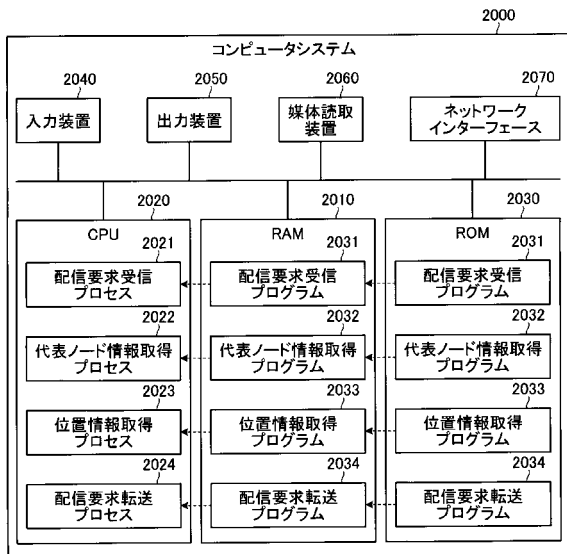 2000
コンピュータシステム
2040
2050
2060
2070
入力装置
出力装置
媒体読取
装置
ネットワーク
インターフェース
2020
2010
2030
CPU
RAM
ROM
2021
2031
2031
配信要求受信
プロセス
配信要求受信
プログラム
配信要求受信
プログラム
2022
2032
2032
代表ノード情報取得
プロセス
代表ノード情報取得
プログラム
代表ノード情報取得
プログラム
2023
2033
2033
位置情報取得
プロセス
位置情報取得
プログラム
位置情報取得
プログラム
2024
2034
2034
配信要求転送
プロセス
配信要求転送
プログラム
配信要求転送
プログラム